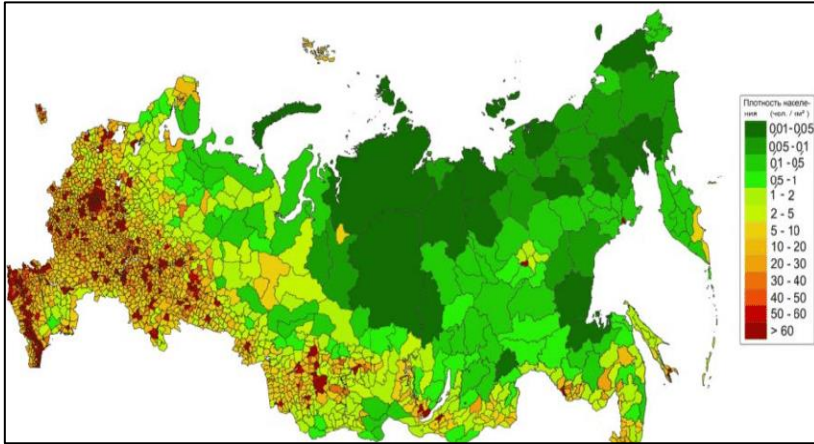 Плотность населе-
ния (чел. / км² )
0,01 - 0,05
0,05 - 0,1
0,1 - 0,5
0,5 - 1
1 - 2
2 - 5
5 - 10
10 - 20
20 - 30
30 - 40
40 - 50
50 - 60
> 60